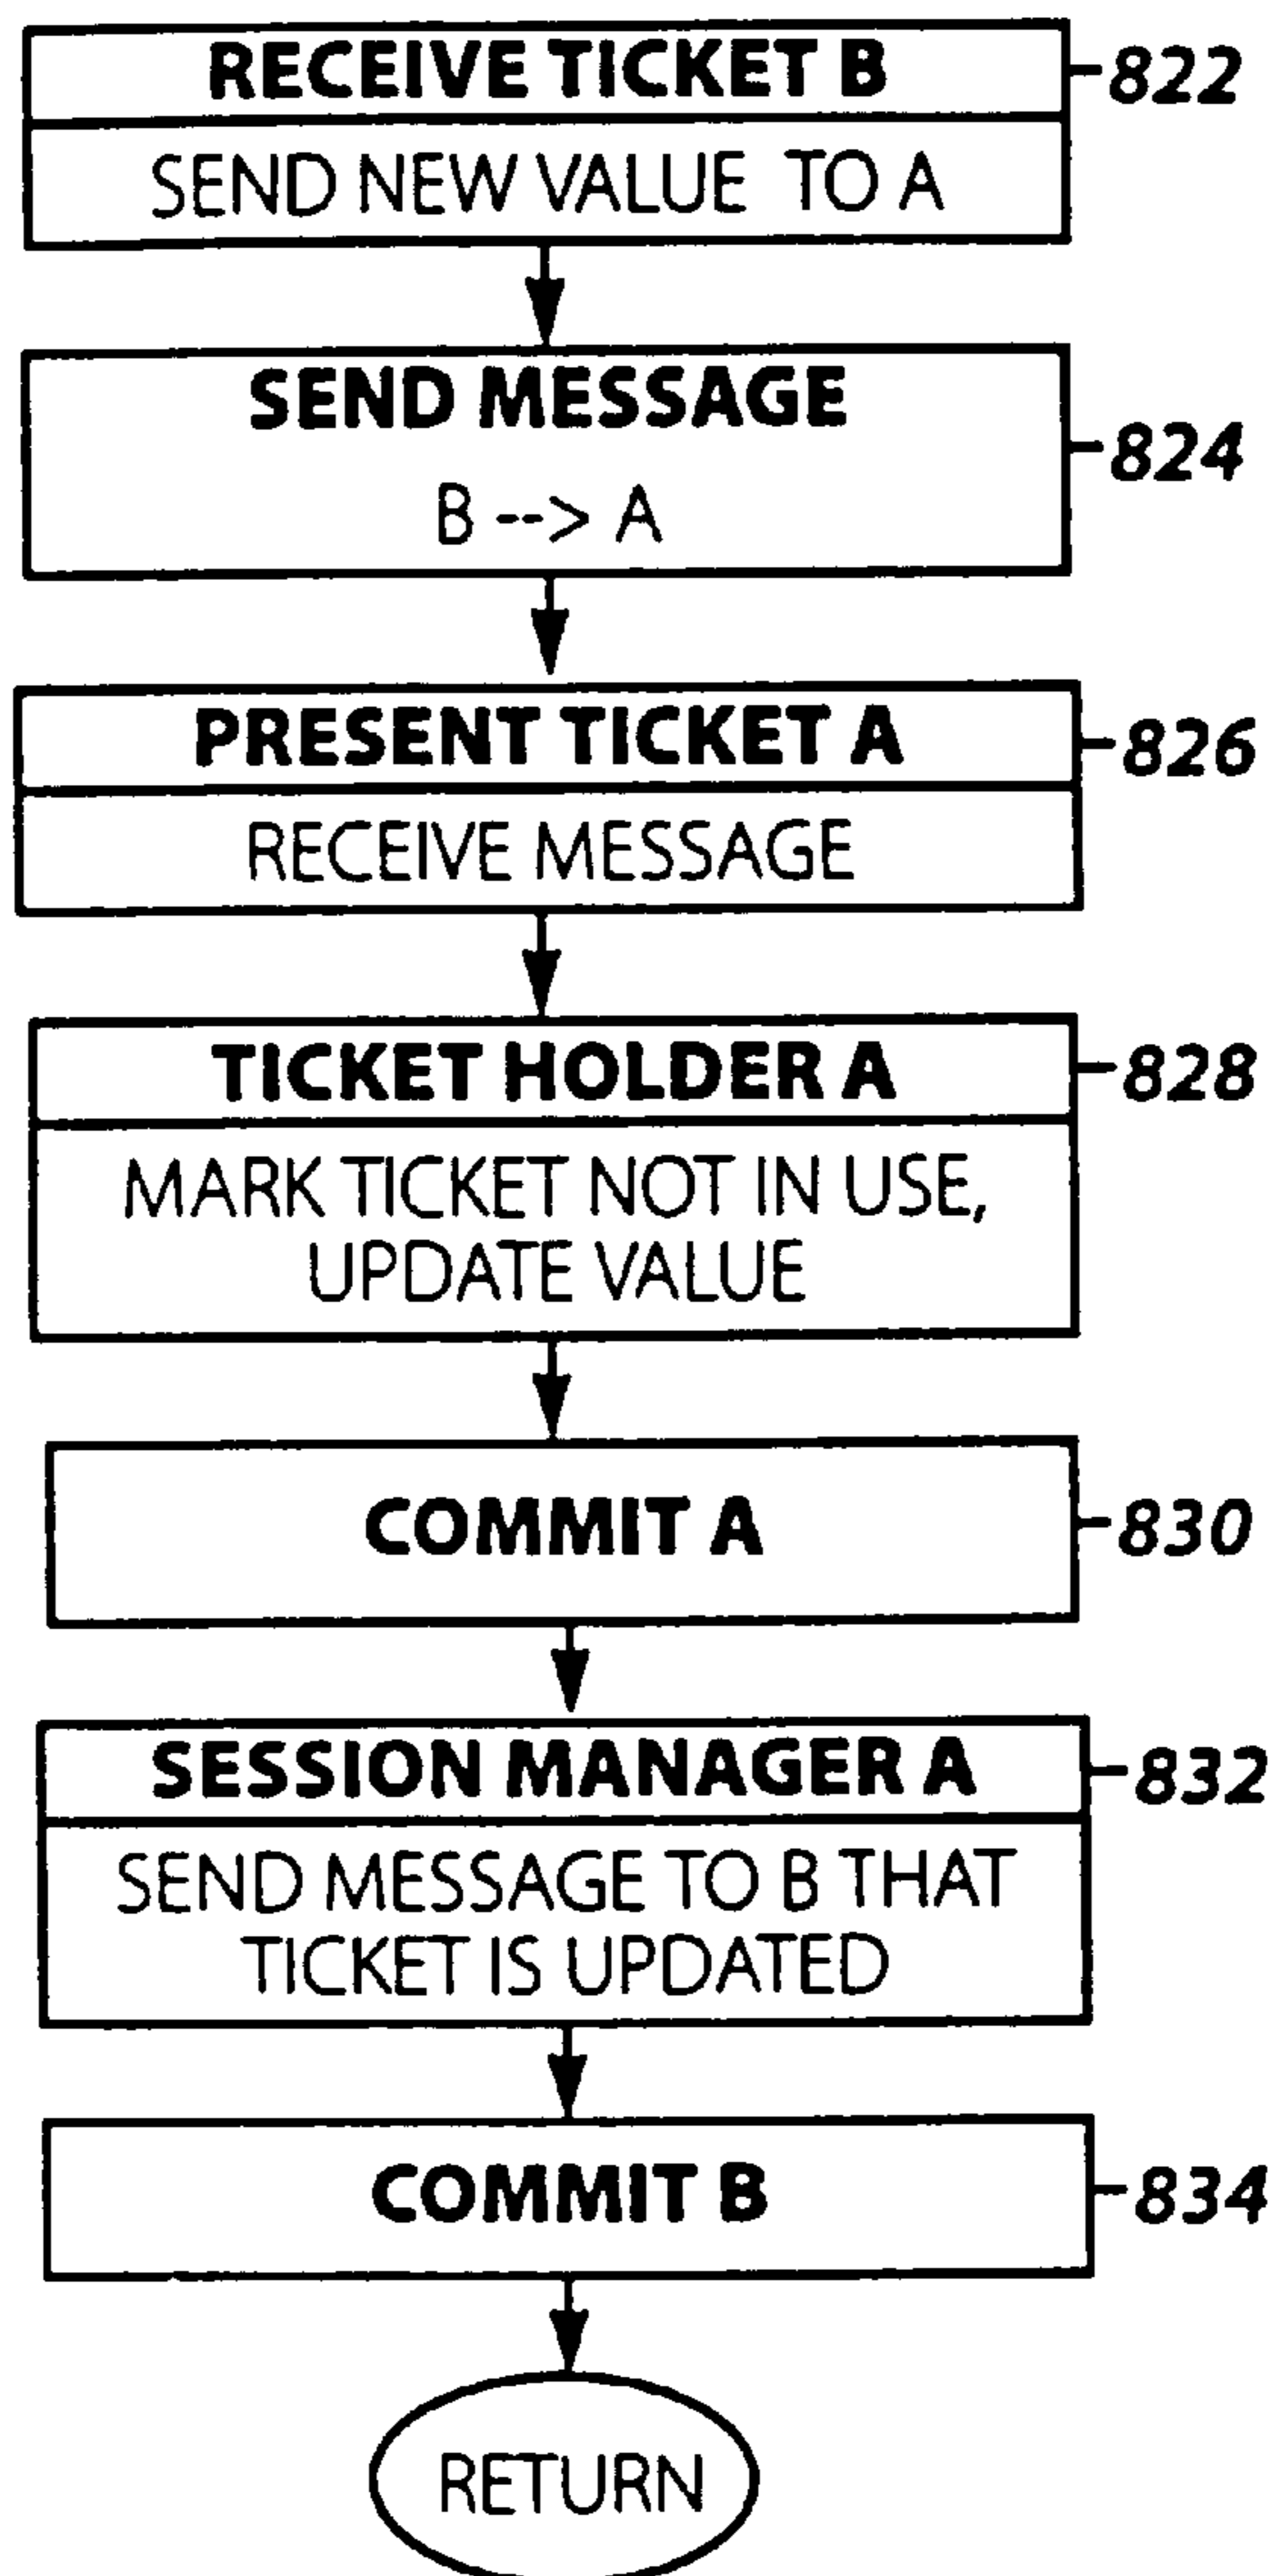 RECEIVE TICKET B
822
SEND NEW VALUE TO A
SEND MESSAGE
824
B --> A
PRESENT TICKET A
826
RECEIVE MESSAGE
TICKET HOLDER A
828
MARK TICKET NOT IN USE,
UPDATE VALUE
COMMIT A
830
SESSION MANAGER A
832
SEND MESSAGE TO B THAT
TICKET IS UPDATED
COMMIT B
834
RETURN